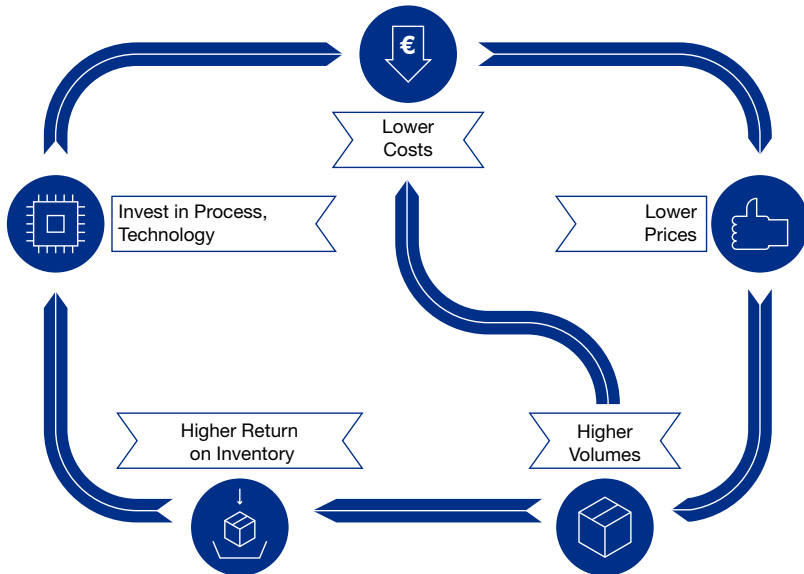 €
Lower
Costs
Invest in Process,
Technology
Lower
Prices
Higher Return
on Inventory
Higher
Volumes